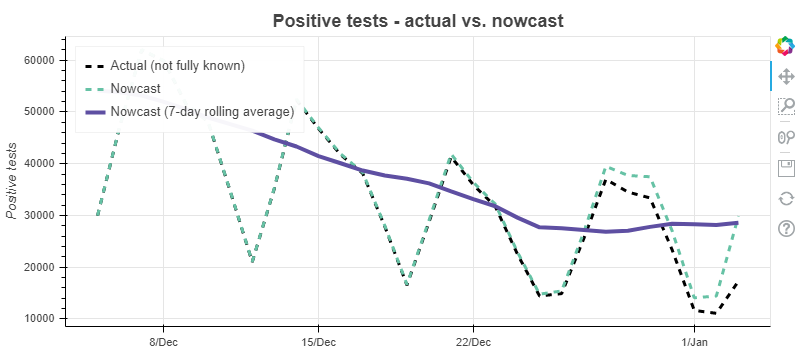 Positive tests - actual vs. nowcast
Positive tests
60000
50000
40000
30000
20000
10000
Actual (not fully known)
Nowcast
Nowcast (7-day rolling average)
8/Dec
15/Dec
22/Dec
1/Jan